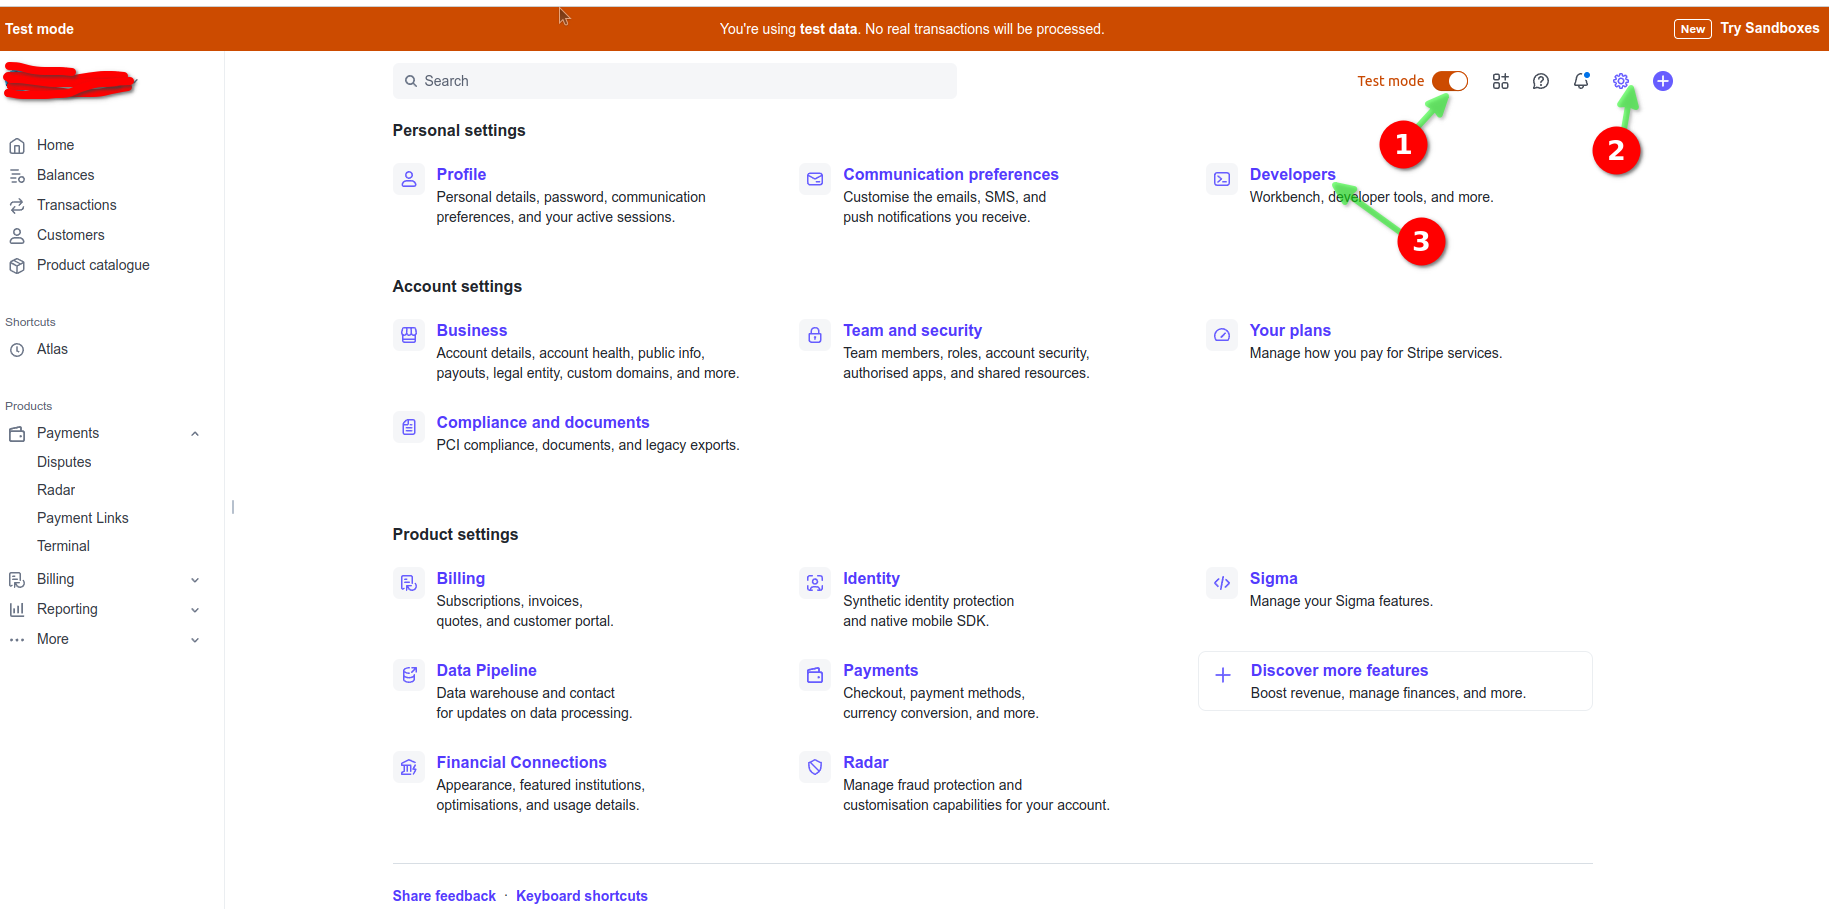 Test mode
You're using test data. No real transactions will be processed.
New Try Sandboxes
Search
Test mode
1
2
3
Home
Balances
Transactions
Customers
Product catalogue
Shortcuts
Atlas
Products
Payments
Disputes
Radar
Payment Links
Terminal
Billing
Reporting
More
Personal settings
Profile
Personal details, password, communication
preferences, and your active sessions.
Communication preferences
Customise the emails, SMS, and
push notifications you receive.
Developers
Workbench, developer tools, and more.
Account settings
Business
Account details, account health, public info,
payouts, legal entity, custom domains, and more.
Team and security
Team members, roles, account security,
authorised apps, and shared resources.
Your plans
Manage how you pay for Stripe services.
Compliance and documents
PCI compliance, documents, and legacy exports.
Product settings
Billing
Subscriptions, invoices,
quotes, and customer portal.
Identity
Synthetic identity protection
and native mobile SDK.
Sigma
Manage your Sigma features.
Data Pipeline
Data warehouse and contact
for updates on data processing.
Payments
Checkout, payment methods,
currency conversion, and more.
Discover more features
Boost revenue, manage finances, and more.
Financial Connections
Appearance, featured institutions,
optimisations, and usage details.
Radar
Manage fraud protection and
customisation capabilities for your account.
Share feedback · Keyboard shortcuts